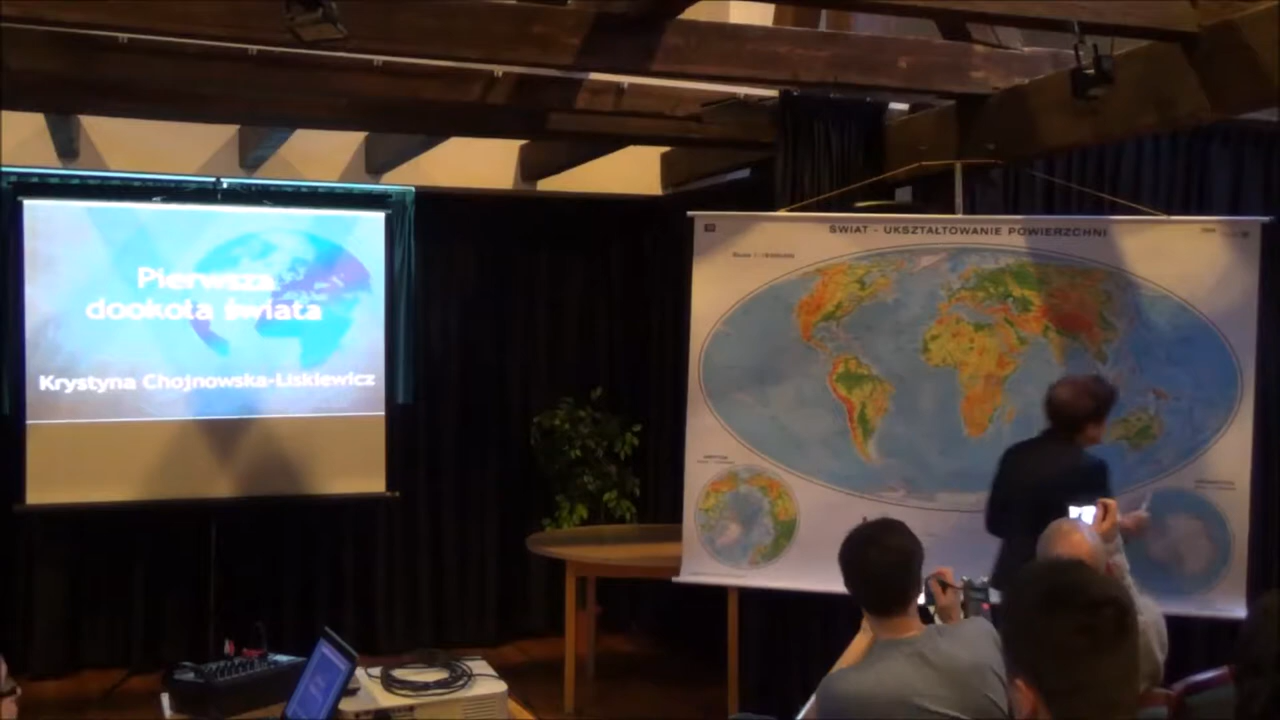 Pierwsza
dookoła świata
Krystyna Chojnowska-Liskiewicz
ŚWIAT - UKSZTAŁTOWANIE POWIERZCHNI